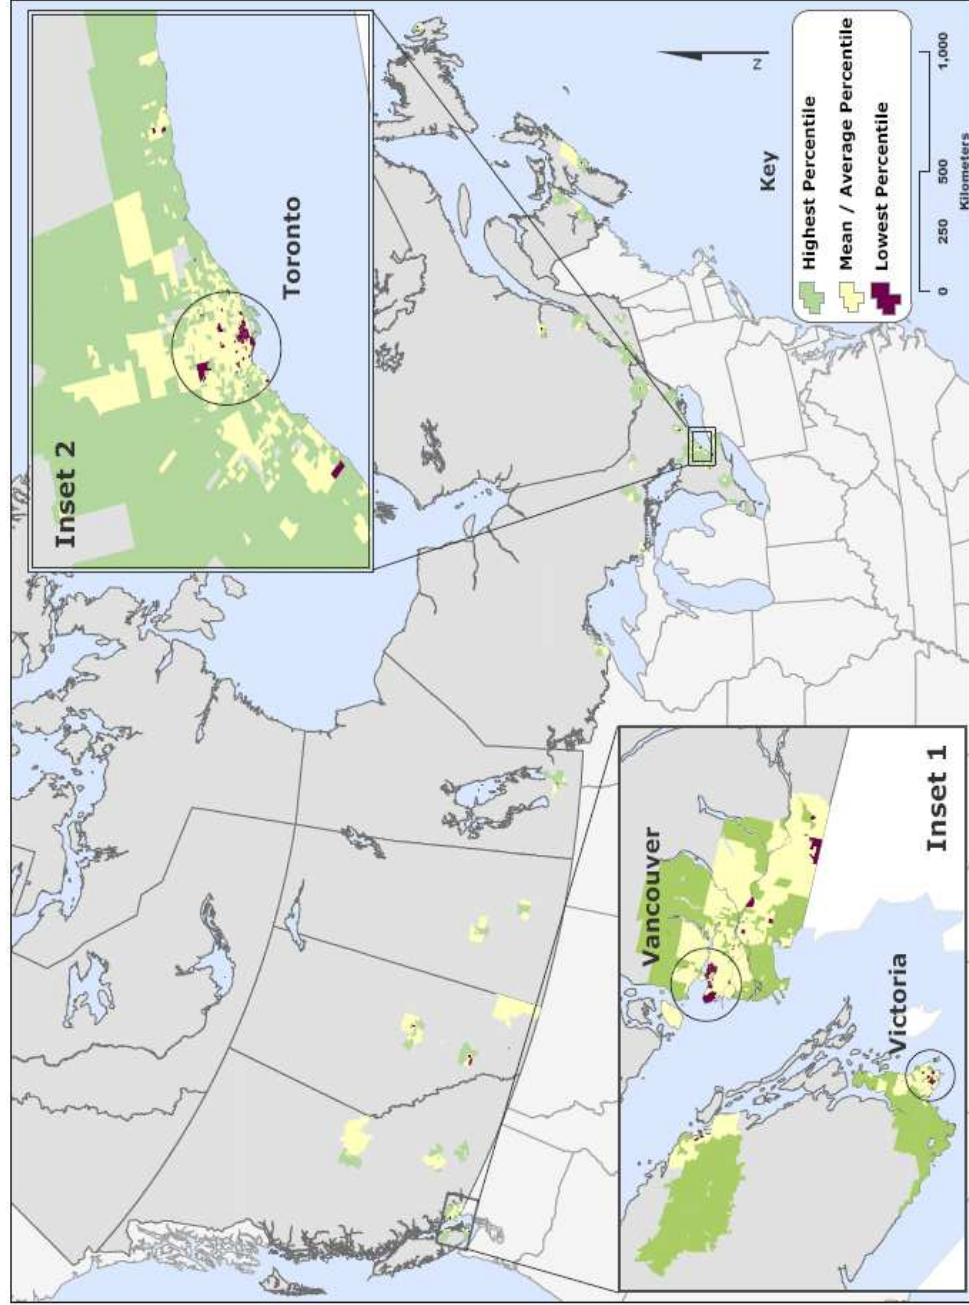 Inset 2
Toronto
Vancouver
Victoria
Inset 1
N
Key
Highest Percentile
Mean / Average Percentile
Lowest Percentile
0 250 500 1,000
Kilometers